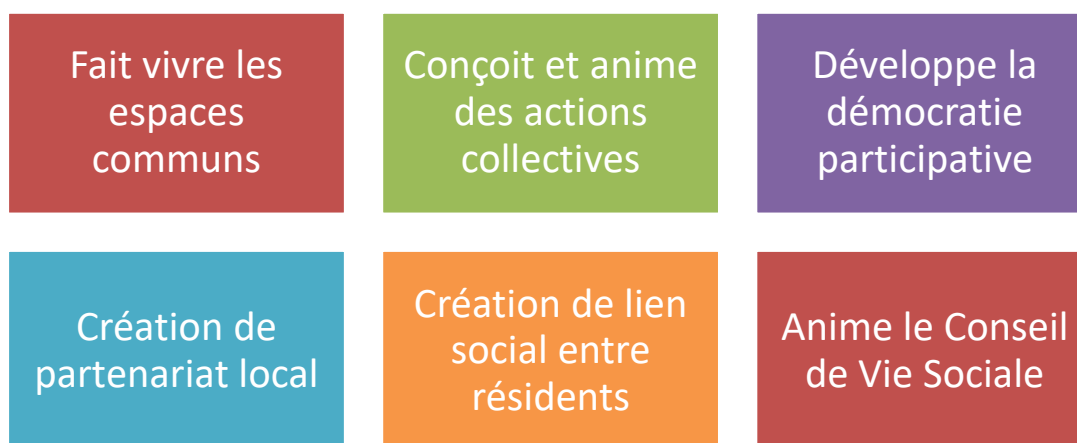 Fait vivre les
espaces
communs
Conçoit et anime
des actions
collectives
Développe la
démocratie
participative
Création de
partenariat local
Création de lien
social entre
résidents
Anime le Conseil
de Vie Sociale